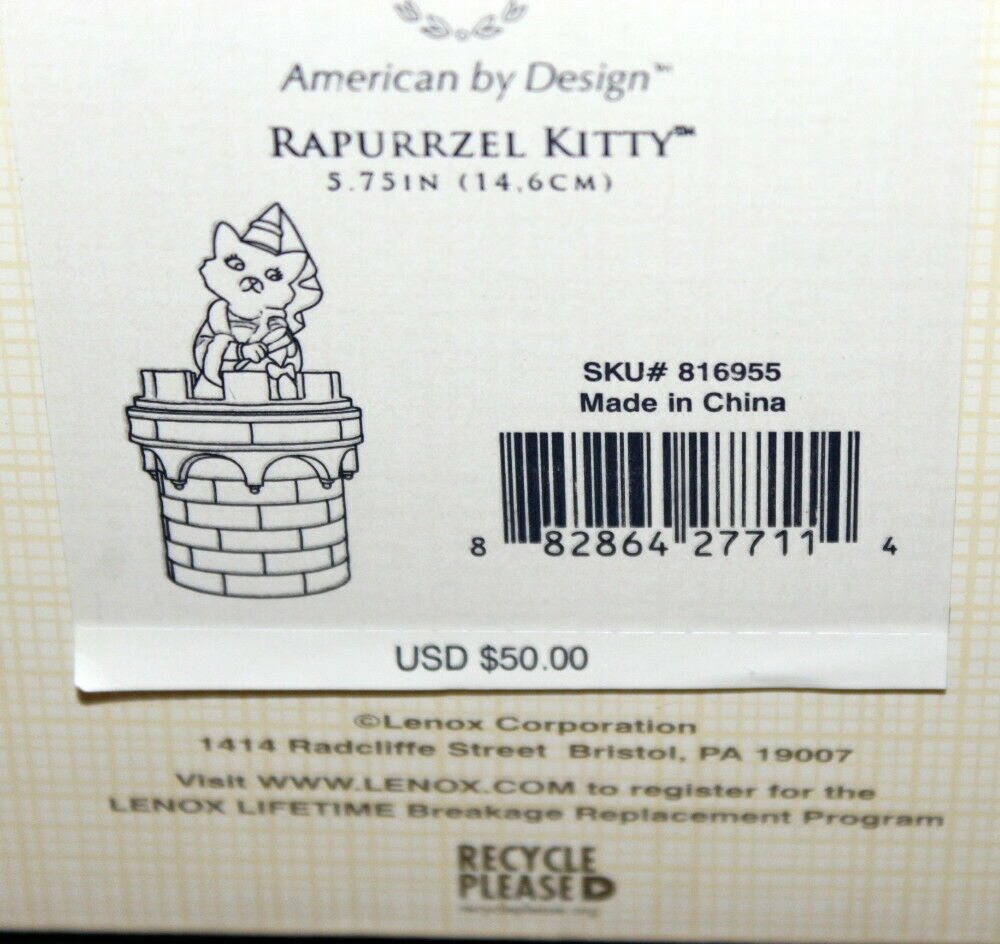 American by Design™
RAPURRZEL KITTY™
5.75IN (14.6CM)
SKU# 816955
Made in China
8 82864 27711 4
USD $50.00
©Lenox Corporation
1414 Radcliffe Street Bristol, PA 19007
Visit WWW.LENOX.COM to register for the
LENOX LIFETIME Breakage Replacement Program
RECYCLE
PLEASE